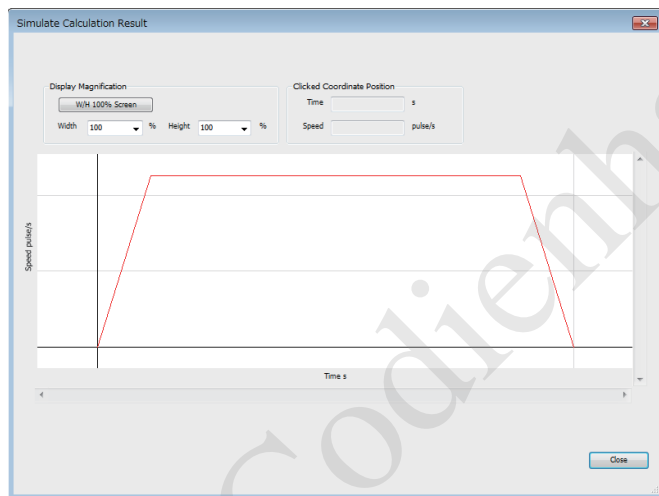 Simulate Calculation Result
Display Magnification
W/H 100% Screen
Width 100 % Height 100 %
Clicked Coordinate Position
Time s
Speed pulse/s
Speed pulse/s
Time s
Close
Codienh